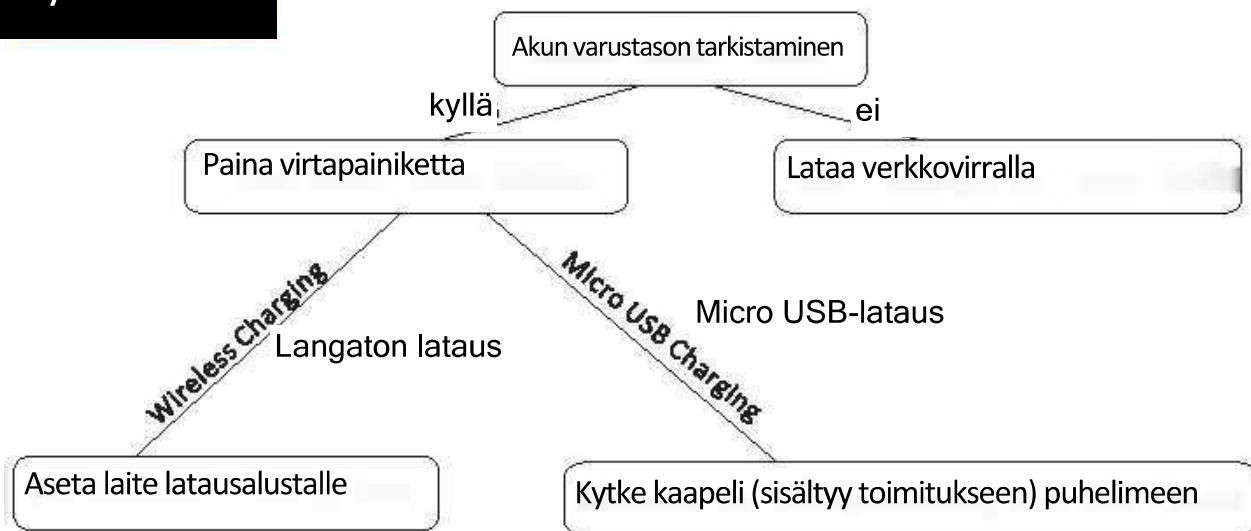 Akun varustason tarkistaminen
kyllä
ei
Paina virtapainiketta
Lataa verkkovirralla
Wireless Charging
Langaton lataus
Micro USB Charging
Micro USB-lataus
Aseta laite latausalustalle
Kytke kaapeli (sisältyy toimitukseen) puhelimeen